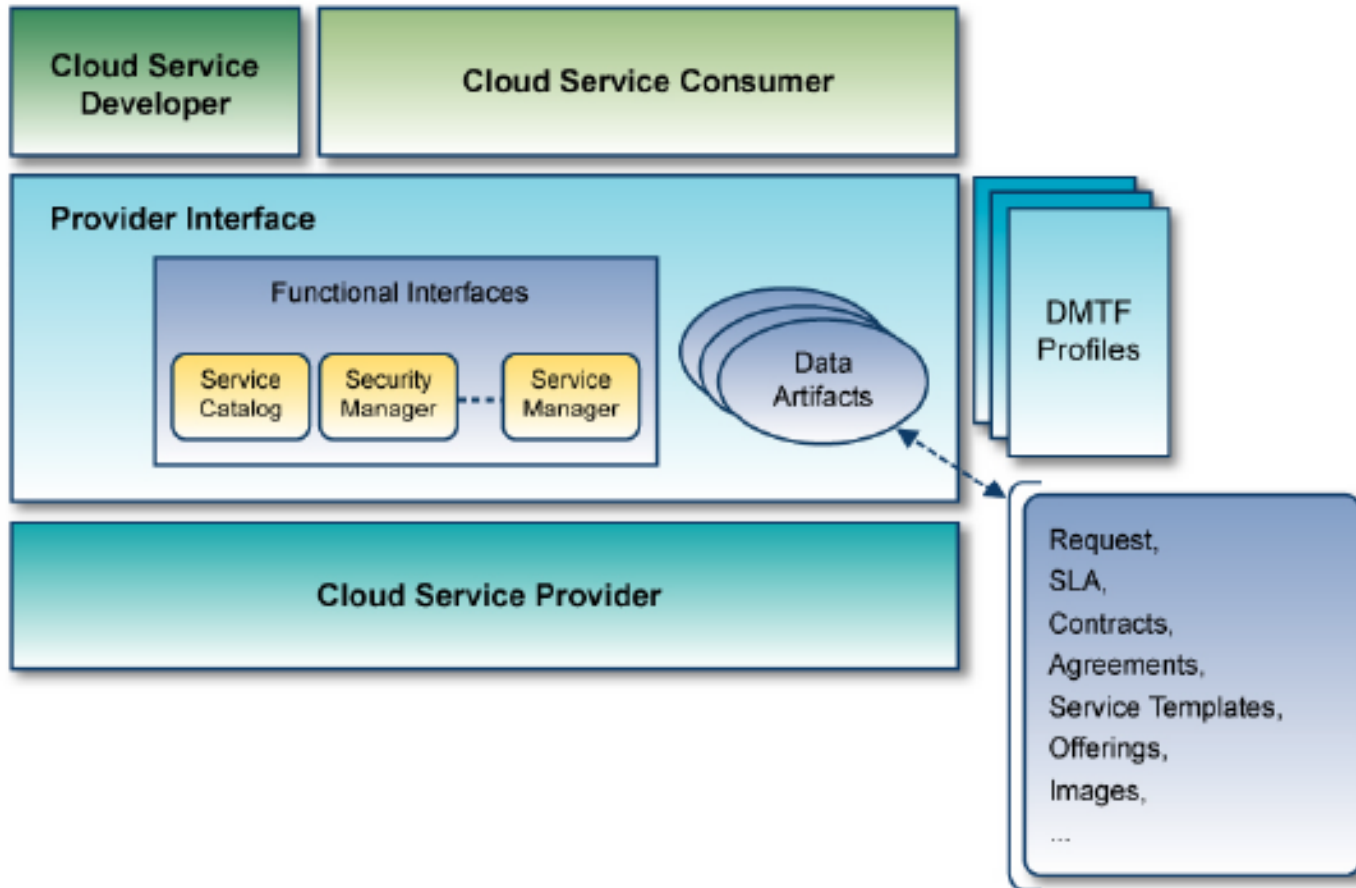 Cloud Service
Developer
Cloud Service Consumer
Provider Interface
Functional Interfaces
Service
Catalog
Security
Manager
Service
Manager
Data
Artifacts
DMTF
Profiles
Cloud Service Provider
Request,
SLA,
Contracts,
Agreements,
Service Templates,
Offerings,
Images,
...